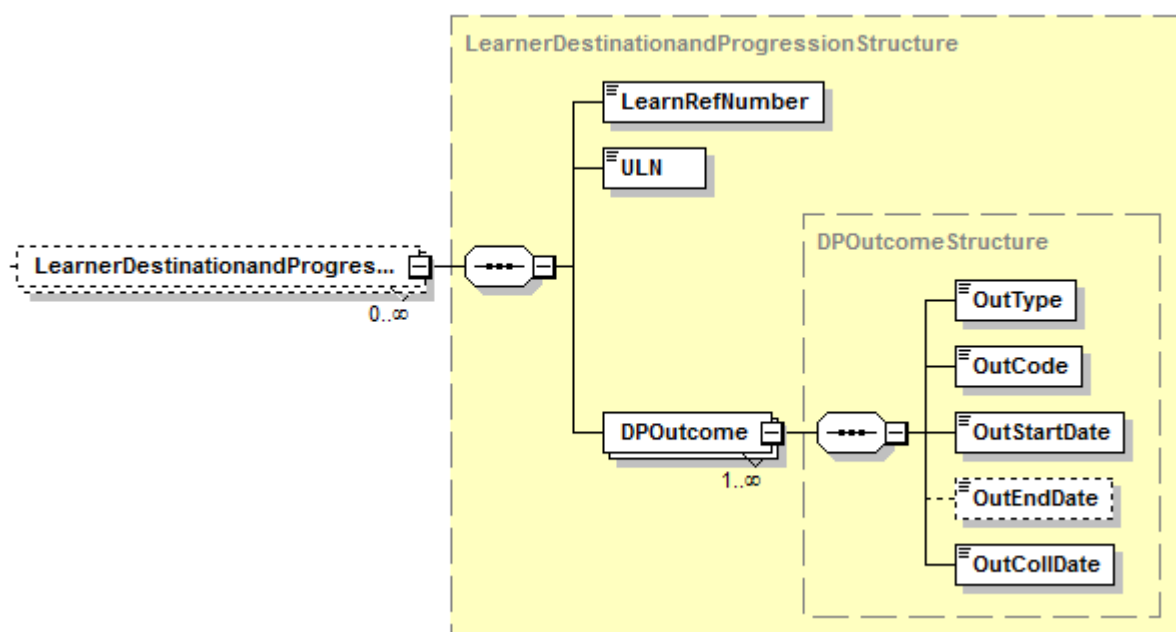 LearnerDestinationandProgressionStructure
LearnRefNumber
ULN
LearnerDestinationandProgres...
0..∞
DPOutcome
1..∞
DPOutcomeStructure
OutType
OutCode
OutStartDate
OutEndDate
OutCollDate